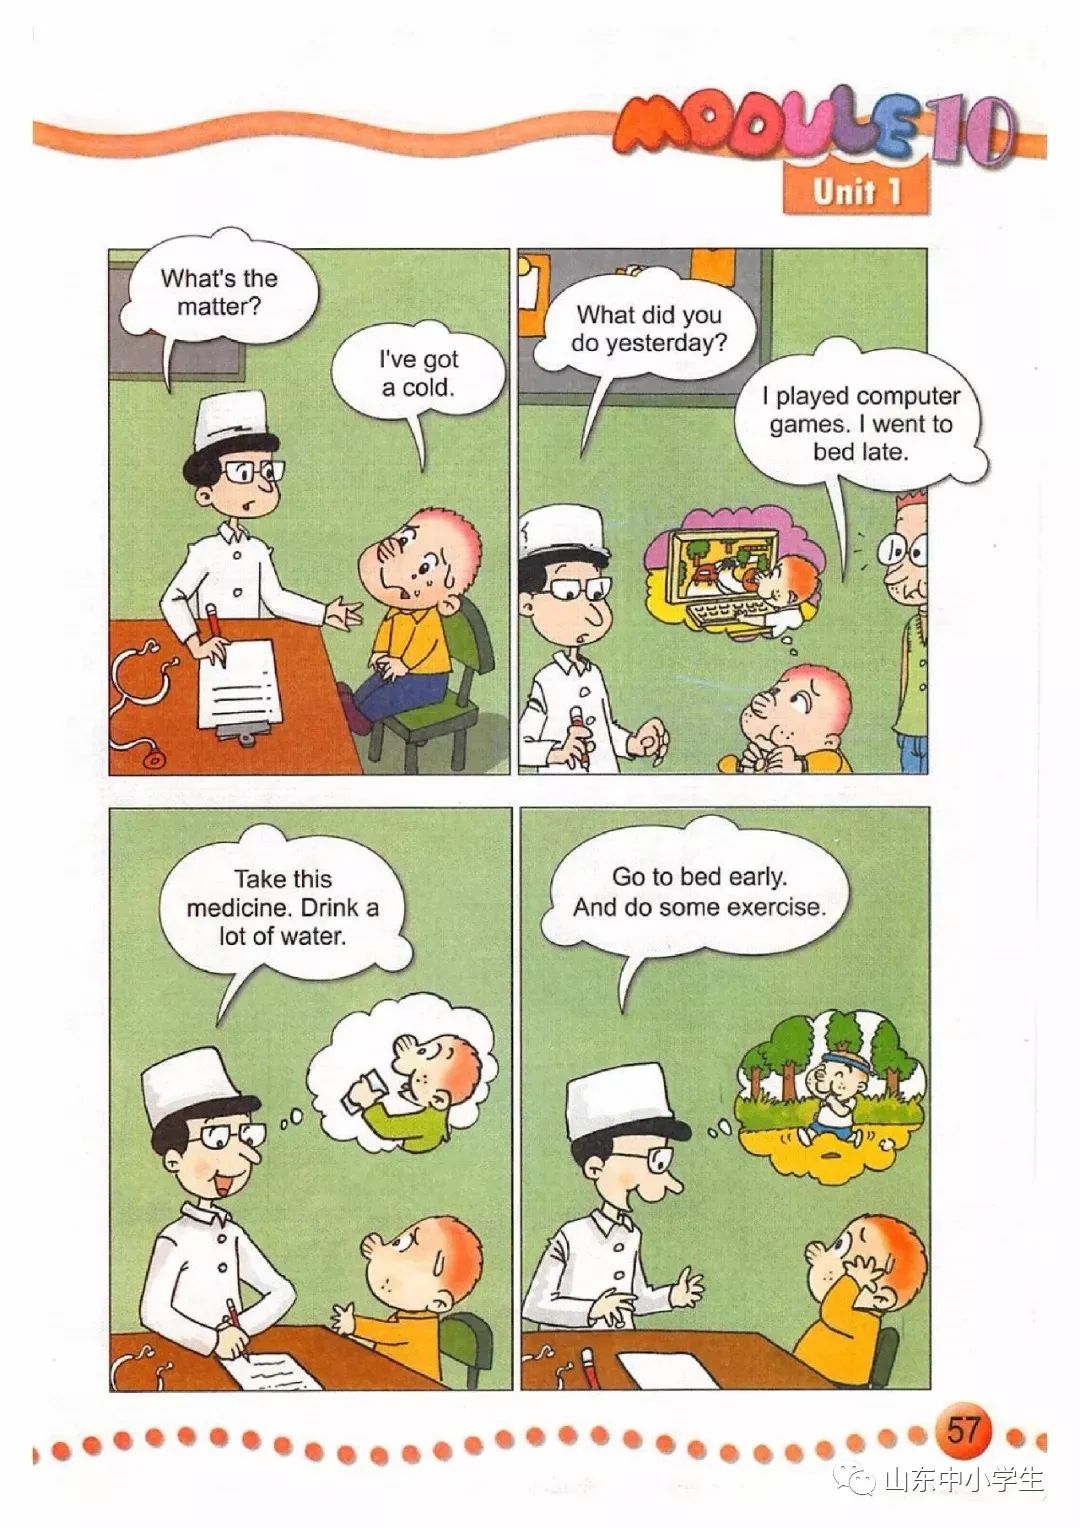 MODULE 10
Unit 1
What's the
matter?
I've got
a cold.
What did you
do yesterday?
I played computer
games. I went to
bed late.
Take this
medicine. Drink a
lot of water.
Go to bed early.
And do some exercise.
57
山东中小学生